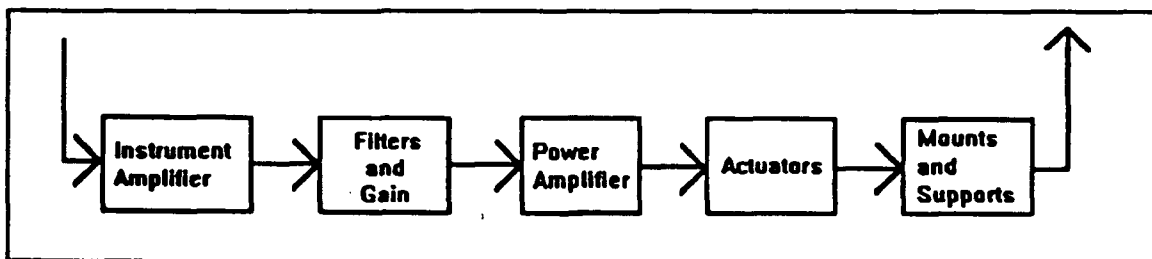 Instrument
Amplifier
Filters
and
Gain
Power
Amplifier
Actuators
Mounts
and
Supports